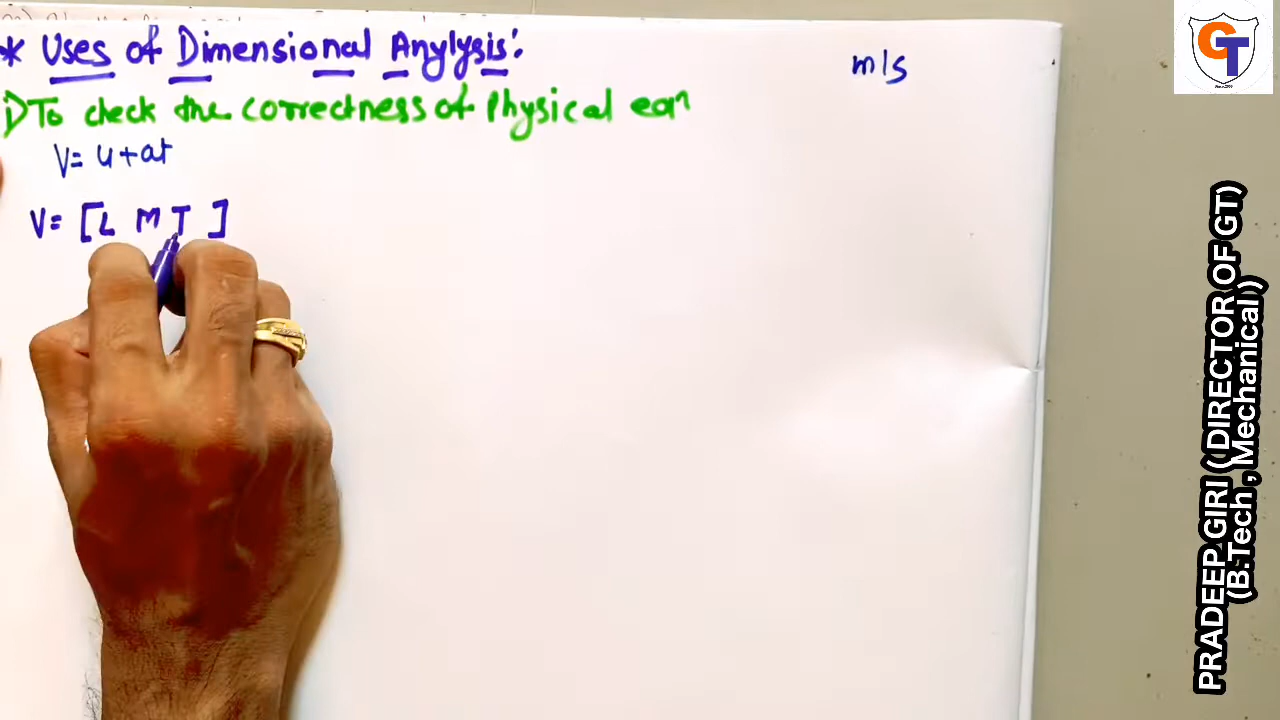 * Uses of Dimensional Anylysis:
m/s
1) To check the correctness of Physical eqn
V= u+at
V= [L M T ]
GT
PRADEEP GIRI ( DIRECTOR OF GT)
(B.Tech , Mechanical )